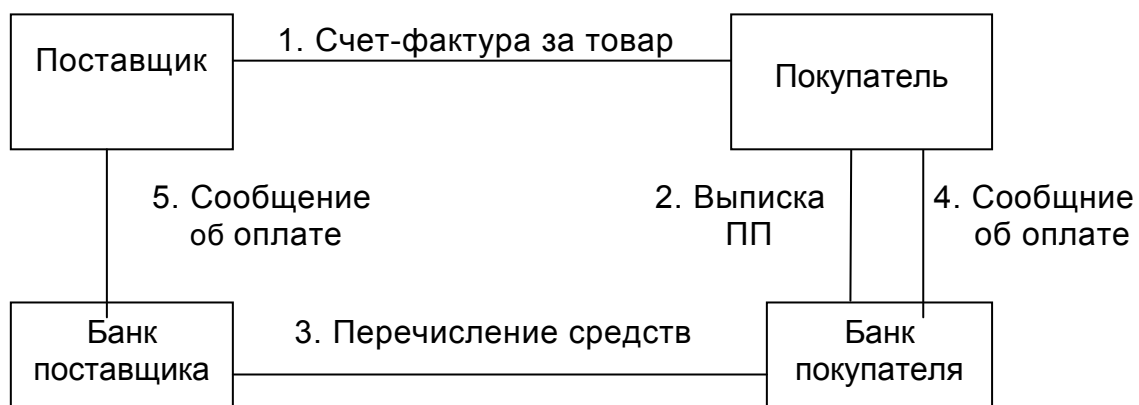 1. Счет-фактура за товар
Поставщик
Покупатель
5. Сообщение
об оплате
2. Выписка
ПП
4. Сообщние
об оплате
Банк
поставщика
3. Перечисление средств
Банк
покупателя